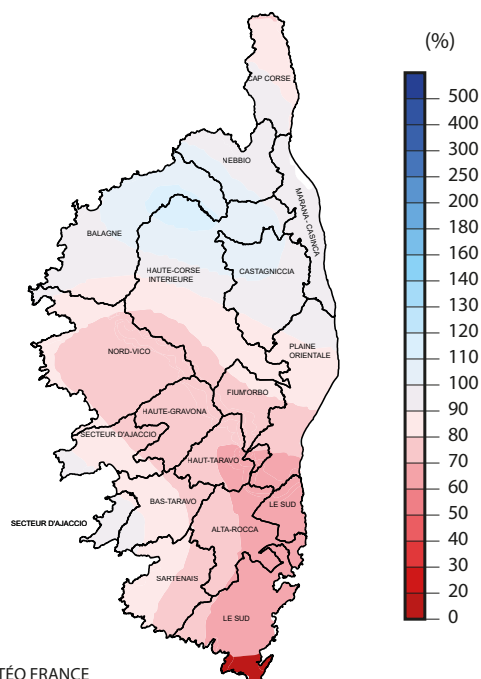 (%)
500
400
300
250
200
180
160
140
130
120
110
100
90
80
70
60
50
40
30
20
0
CAP CORSE
NEBBIO
MARANA - CASINCA
BALAGNE
HAUTE-CORSE
INTERIEURE
CASTAGNICCIA
PLAINE
ORIENTALE
NORD-VICO
FIUM'ORBO
HAUTE-GRAVONA
SECTEUR D'AJACCIO
HAUT-TARAVO
BAS-TARAVO
LE SUD
SECTEUR D'AJACCIO
ALTA-ROCCA
SARTENAIS
LE SUD
TÉO FRANCE